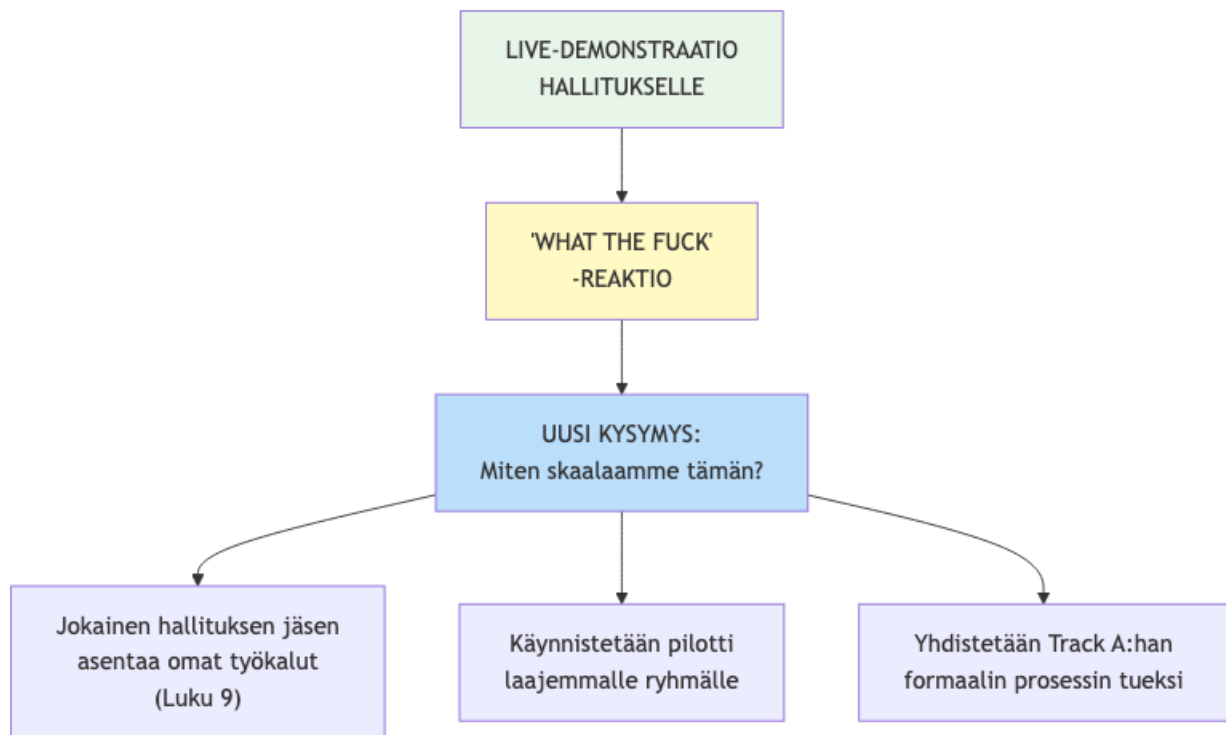 LIVE-DEMONSTRAATIO
HALLITUKSELLE
'WHAT THE FUCK'
-REAKTIO
UUSI KYSYMYS:
Miten skaalaamme tämän?
Jokainen hallituksen jäsen
asentaa omat työkalut
(Luku 9)
Käynnistetään pilotti
laajemmalle ryhmälle
Yhdistetään Track A:han
formaalin prosessin tueksi